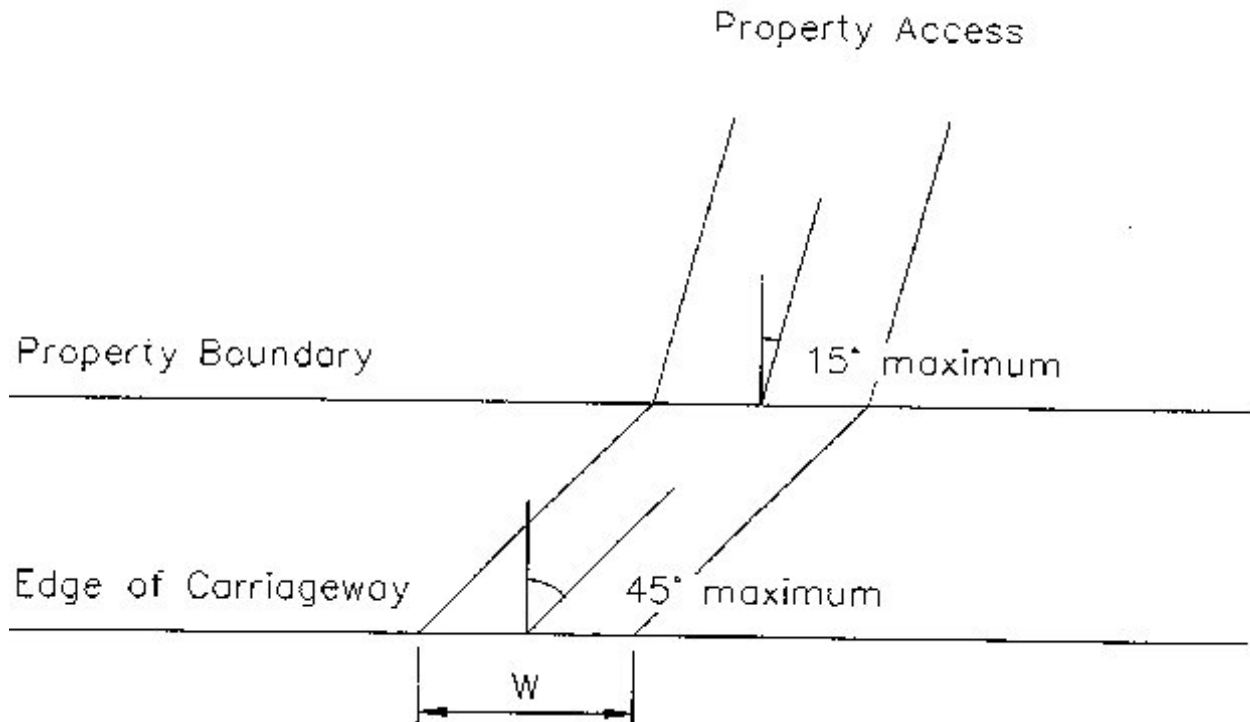 Property Access
Property Boundary
15° maximum
Edge of Carriageway
45° maximum
W